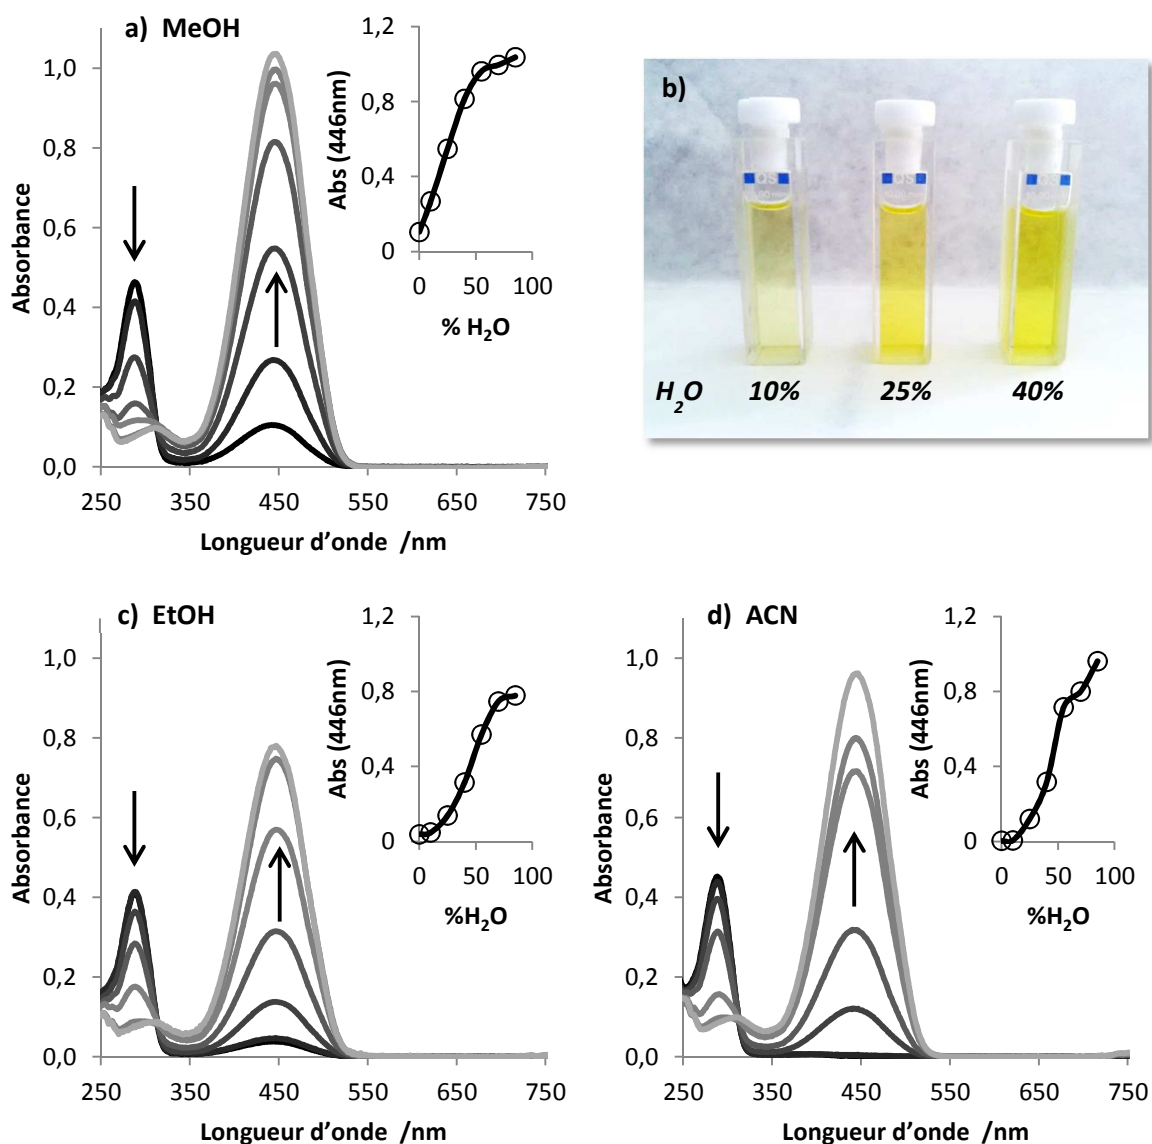 a) MeOH
Absorbance
1,0
0,8
0,6
0,4
0,2
0,0
250 350 450 550 650 750
Longueur d'onde /nm
Abs (446nm)
1,2
0,8
0,4
0
0 50 100
% H₂O
b)
QS QS QS
H₂O 10% 25% 40%
c) EtOH
Absorbance
1,0
0,8
0,6
0,4
0,2
0,0
250 350 450 550 650 750
Longueur d'onde /nm
Abs (446nm)
1,2
0,8
0,4
0
0 50 100
%H₂O
d) ACN
Absorbance
1,0
0,8
0,6
0,4
0,2
0,0
250 350 450 550 650 750
Longueur d'onde /nm
Abs (446nm)
1,2
0,8
0,4
0
0 50 100
%H₂O